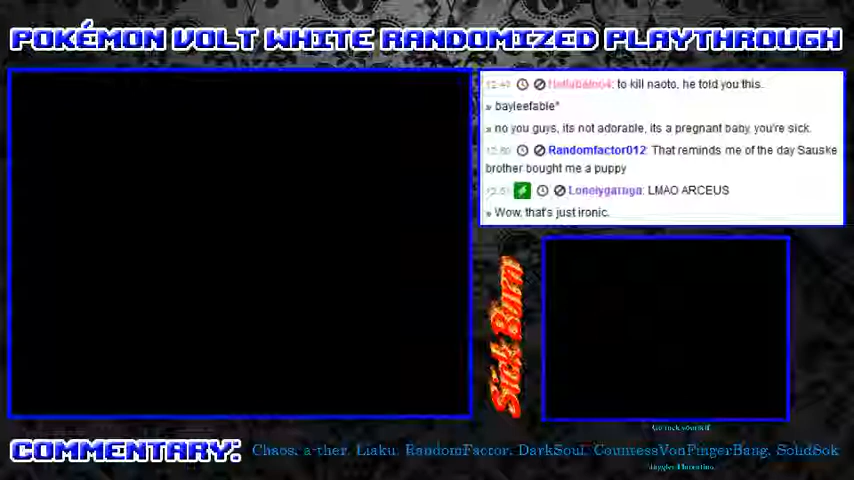 POKÉMON VOLT WHITE RANDOMIZED PLAYTHROUGH
to kill naoto, he told you this.
» bayleefable*
» no you guys, its not adorable, its a pregnant baby, you're sick.
Randomfactor012: That reminds me of the day Sauske
brother bought me a puppy
LMAO ARCEUS
» Wow, that's just ironic.
Sick Burn
COMMENTARY: Chaos, a-ther, Liaku, RandomFactor, DarkSoul, CountessVonFingerBang, SolidSok